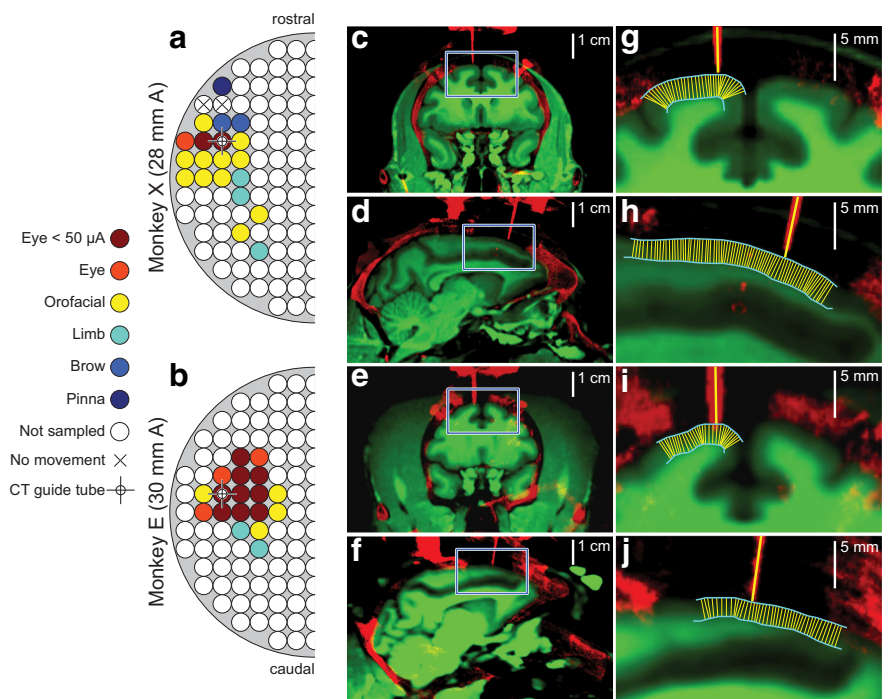 rostral
a
Monkey X (28 mm A)
Eye < 50 µA
Eye
Orofacial
Limb
Brow
Pinna
Not sampled
No movement
CT guide tube
b
Monkey E (30 mm A)
caudal
c
1 cm
d
1 cm
e
1 cm
f
1 cm
g
5 mm
h
5 mm
i
5 mm
j
5 mm